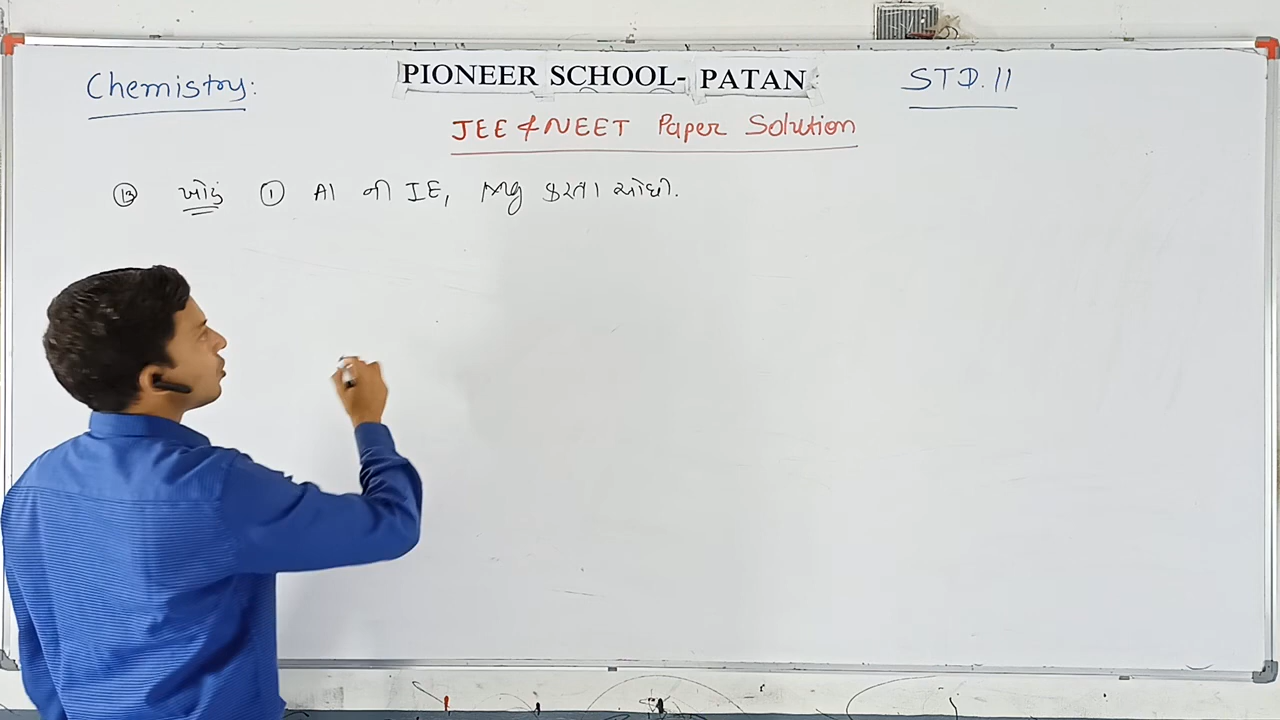 Chemistry:
PIONEER SCHOOL- PATAN
STD. 11
JEE & NEET Paper Solution
⑬ ખોટું ① Al ની IE, Mg કરતા ઓછી.